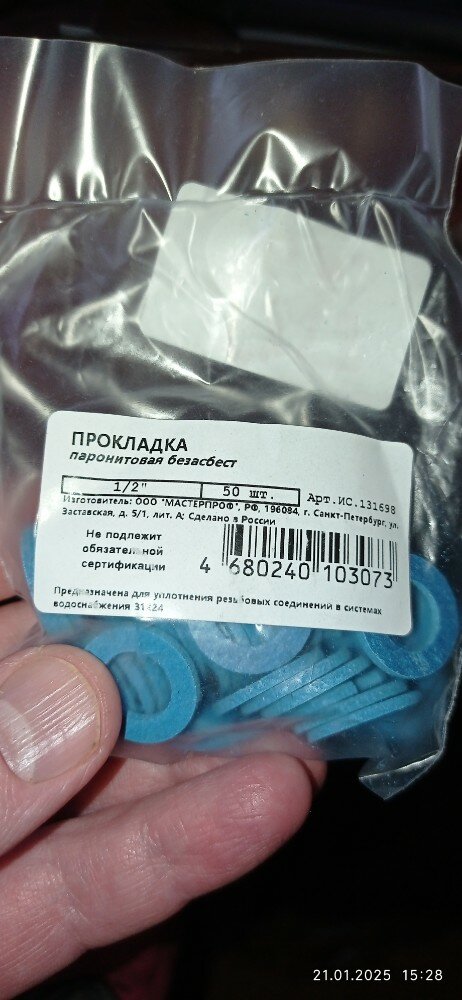 ПРОКЛАДКА
паронитовая безасбест
1/2" 50 шт. Арт.ИС.131698
Изготовитель: ООО "МАСТЕРПРОФ", РФ, 196084, г. Санкт-Петербург, ул.
Заставская, д. 5/1, лит. А; Сделано в России
Не подлежит
обязательной
сертификации
4 680240 103073
Предназначена для уплотнения резьбовых соединений в системах
водоснабжения 31 24
21.01.2025 15:28